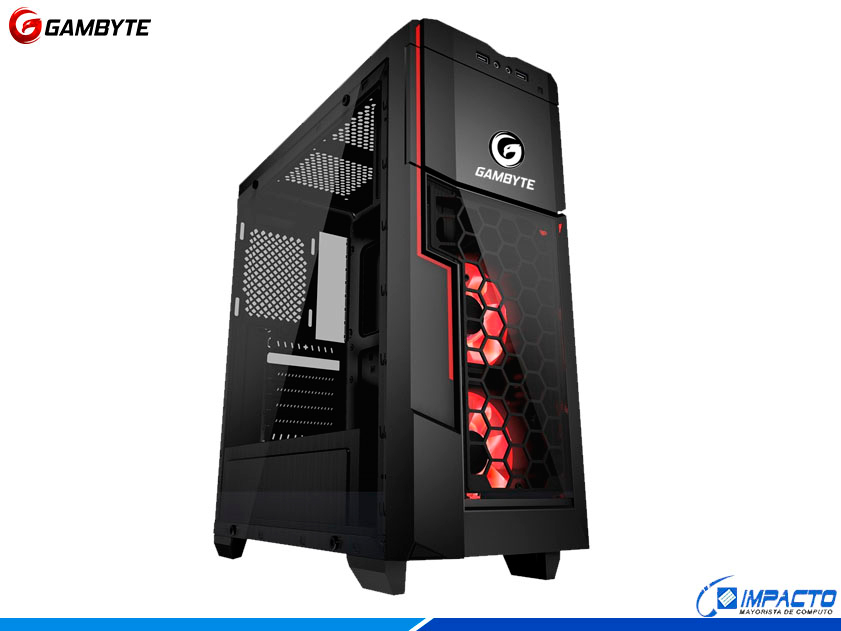 GAMBYTE
GAMBYTE
IMPACTO
MAYORISTA DE COMPUTO